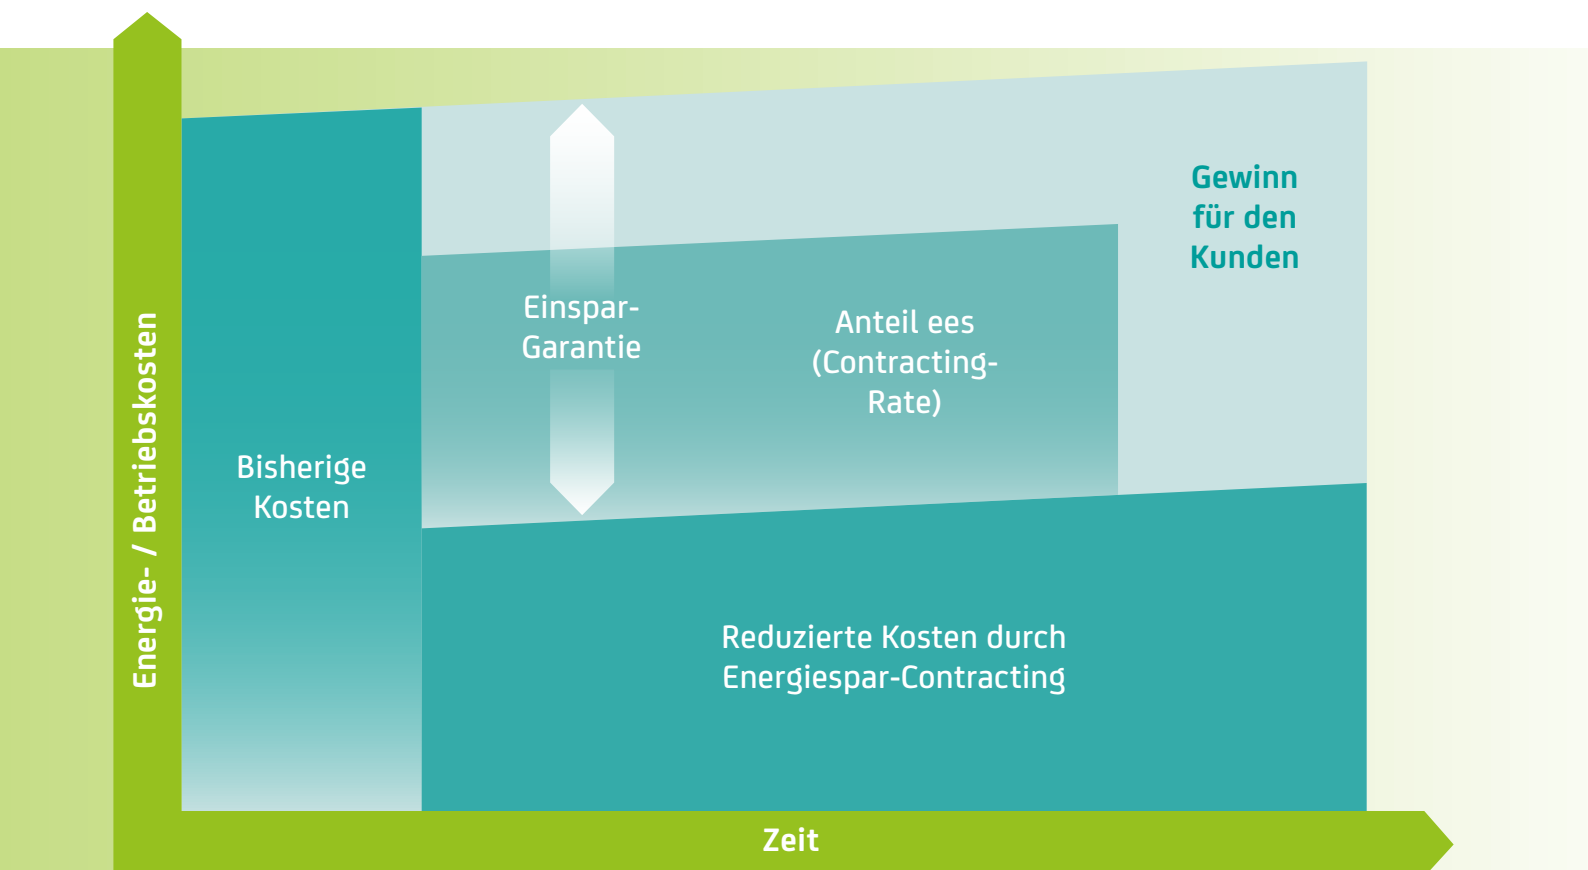 Energie- / Betriebskosten
Bisherige
Kosten
Einspar-
Garantie
Anteil ees
(Contracting-
Rate)
Gewinn
für den
Kunden
Reduzierte Kosten durch
Energiespar-Contracting
Zeit